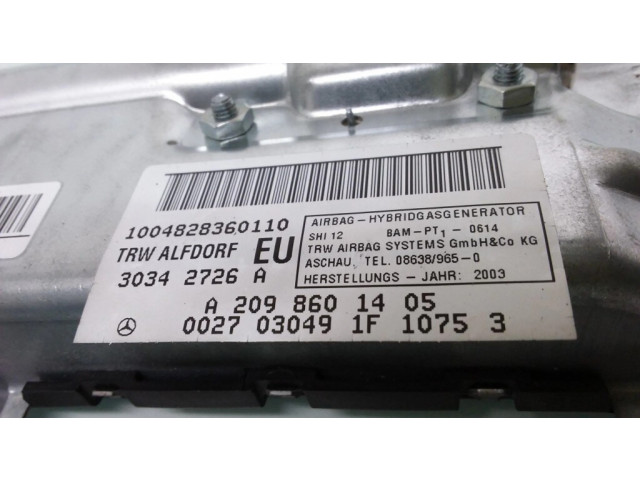 1004828360110
TRW ALFDORF EU
3034 2726 A
AIRBAG - HYBRIDGASGENERATOR
SHI 12 BAM-PT1 - 0614
TRW AIRBAG SYSTEMS GmbH&Co KG
ASCHAU, TEL. 08638/965-0
HERSTELLUNGS - JAHR: 2003
A 209 860 14 05
0027 03049 1F 1075 3